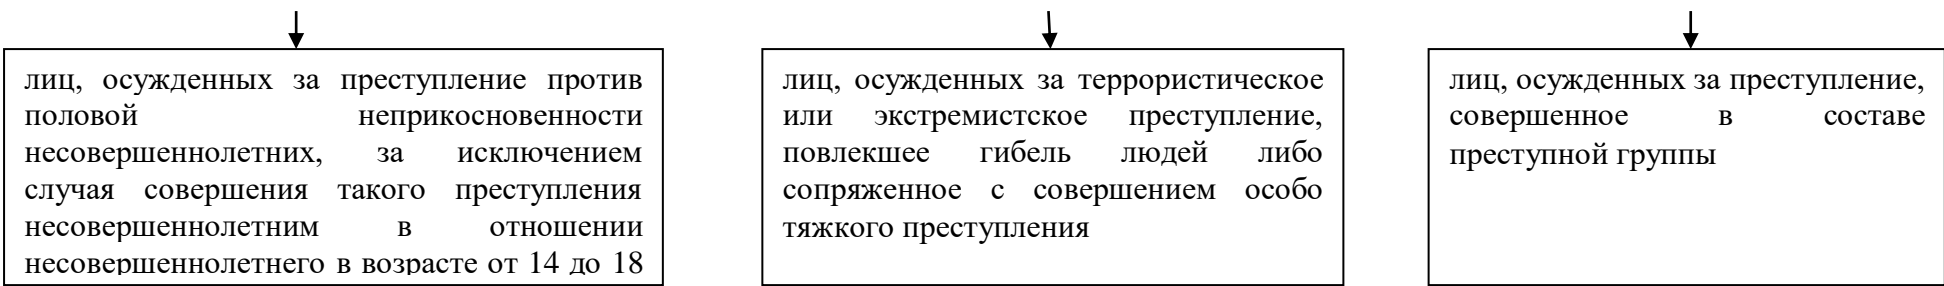 лиц, осужденных за преступление против
половой неприкосновенности
несовершеннолетних, за исключением
случая совершения такого преступления
несовершеннолетним в отношении
несовершеннолетнего в возрасте от 14 до 18
лиц, осужденных за террористическое
или экстремистское преступление,
повлекшее гибель людей либо
сопряженное с совершением особо
тяжкого преступления
лиц, осужденных за преступление,
совершенное в составе
преступной группы